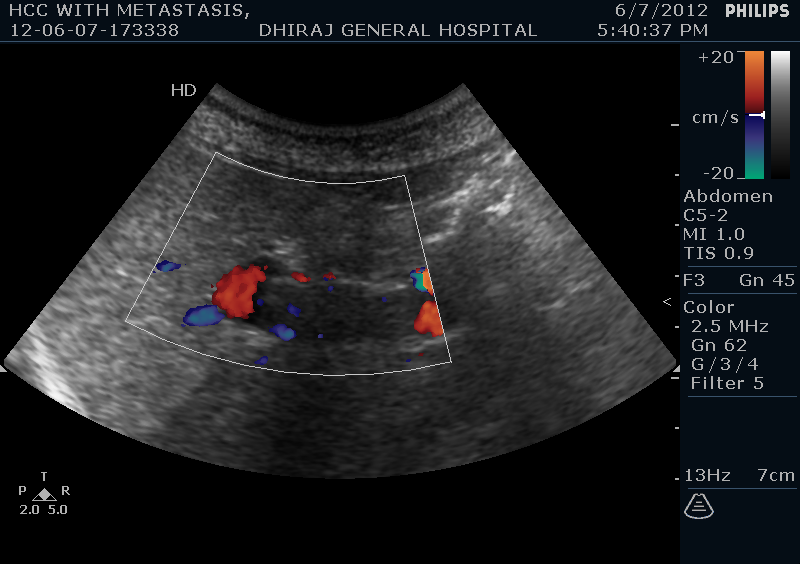 HCC WITH METASTASIS,
12-06-07-173338
DHIRAJ GENERAL HOSPITAL
6/7/2012
5:40:37 PM
PHILIPS
HD
+20
cm/s
-20
Abdomen
C5-2
MI 1.0
TIS 0.9
F3 Gn 45
<
Color
2.5 MHz
Gn 62
G/3/4
Filter 5
13Hz 7cm
T
P R
2.0 5.0